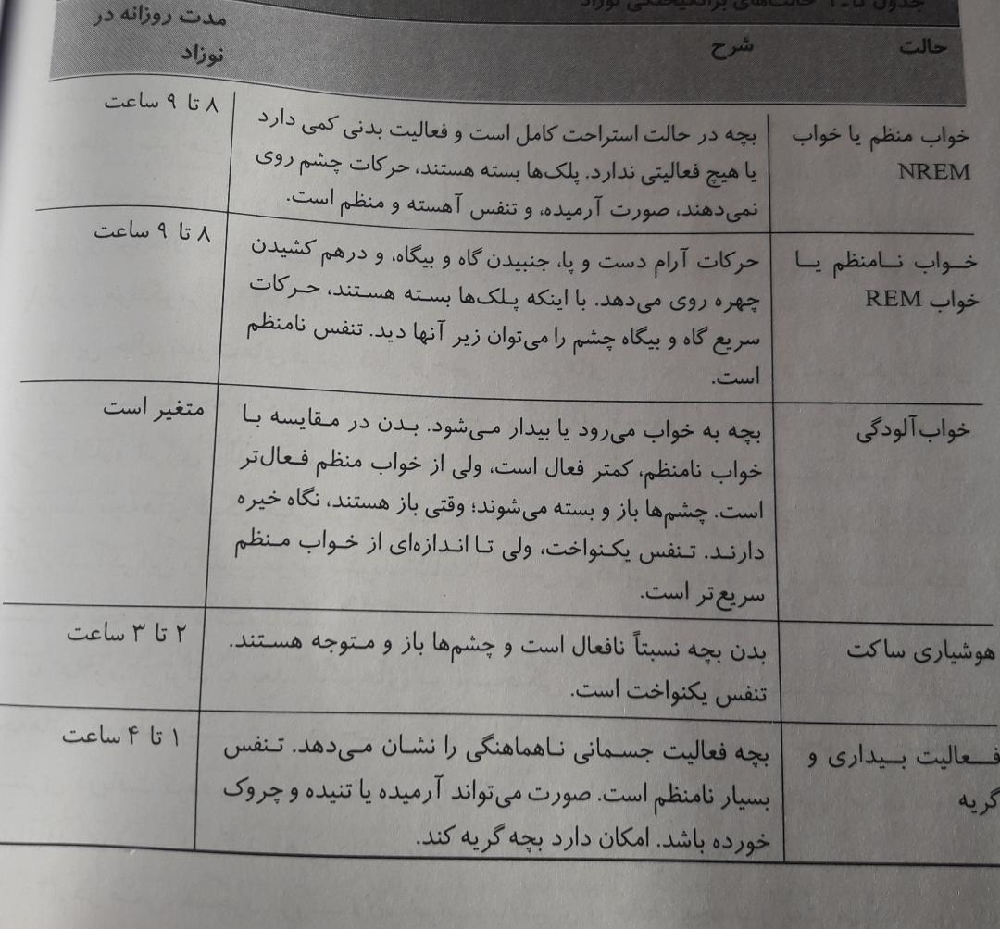 حالت‌های برانگیختگی نوزاد
حالت
شرح
مدت روزانه در
نوزاد
خواب منظم یا خواب
NREM
بچه در حالت استراحت کامل است و فعالیت بدنی کمی دارد
یا هیچ فعالیتی ندارد. پلک‌ها بسته هستند، حرکات چشم روی
نمی‌دهند، صورت آرمیده، و تنفس آهسته و منظم است.
۸ تا ۹ ساعت
خواب نامنظم یا
خواب REM
حرکات آرام دست و پا، جنبیدن گاه و بیگاه، و درهم کشیدن
چهره روی می‌دهد. با اینکه پلک‌ها بسته هستند، حرکات
سریع گاه و بیگاه چشم را می‌توان زیر آنها دید. تنفس نامنظم
است.
۸ تا ۹ ساعت
خواب‌آلودگی
بچه به خواب می‌رود یا بیدار می‌شود. بدن در مقایسه با
خواب نامنظم، کمتر فعال است، ولی از خواب منظم فعال‌تر
است. چشم‌ها باز و بسته می‌شوند؛ وقتی باز هستند، نگاه خیره
دارند. تنفس یکنواخت، ولی تا اندازه‌ای از خواب منظم
سریع‌تر است.
متغیر است
هوشیاری ساکت
بدن بچه نسبتاً نافعال است و چشم‌ها باز و متوجه هستند.
تنفس یکنواخت است.
۲ تا ۳ ساعت
فعالیت بیداری و
گریه
بچه فعالیت جسمانی ناهماهنگی را نشان می‌دهد. تنفس
بسیار نامنظم است. صورت می‌تواند آرمیده یا تنیده و چروک
خورده باشد. امکان دارد بچه گریه کند.
۱ تا ۴ ساعت